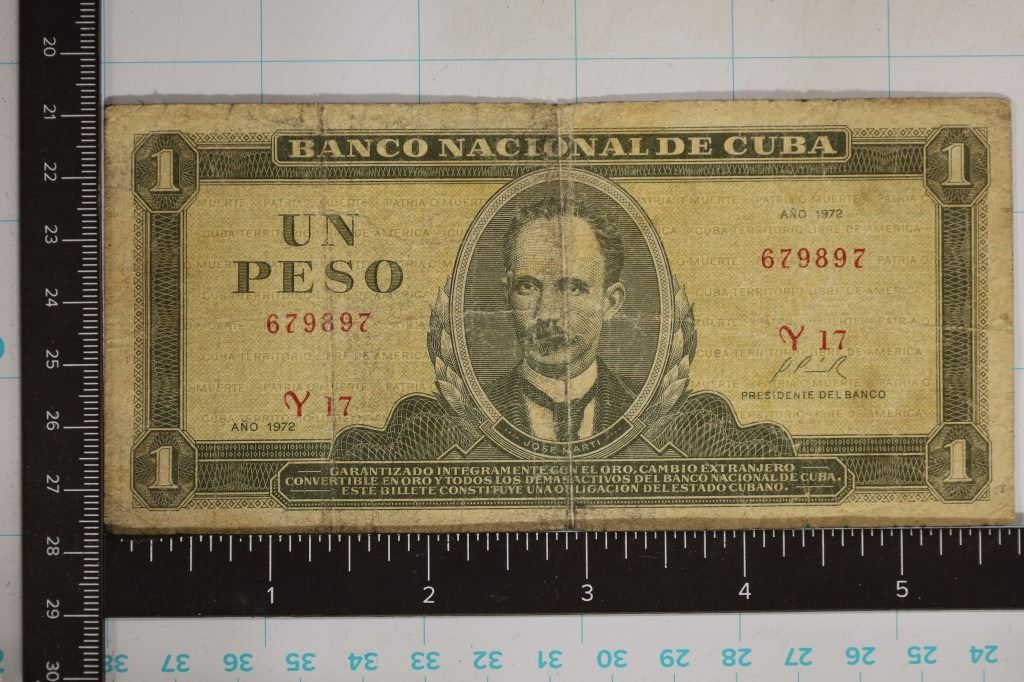 1 BANCO NACIONAL DE CUBA 1
UN
PESO
679897
Y 17
AÑO 1972
JOSE MARTI
AÑO 1972
679897
Y 17
PRESIDENTE DEL BANCO
1 1
GARANTIZADO INTEGRAMENTE CON EL ORO, CAMBIO EXTRANJERO
CONVERTIBLE EN ORO Y TODOS LOS DEMAS ACTIVOS DEL BANCO NACIONAL DE CUBA.
ESTE BILLETE CONSTITUYE UNA OBLIGACION DEL ESTADO CUBANO.
PATRIA O MUERTE
CUBA TERRITORIO LIBRE DE AMERICA
20
21
22
23
24
25
26
27
28
29
30
1 2 3 4 5
38 37 36 35 34 33 32 31 30 29 28 27 26 25 24